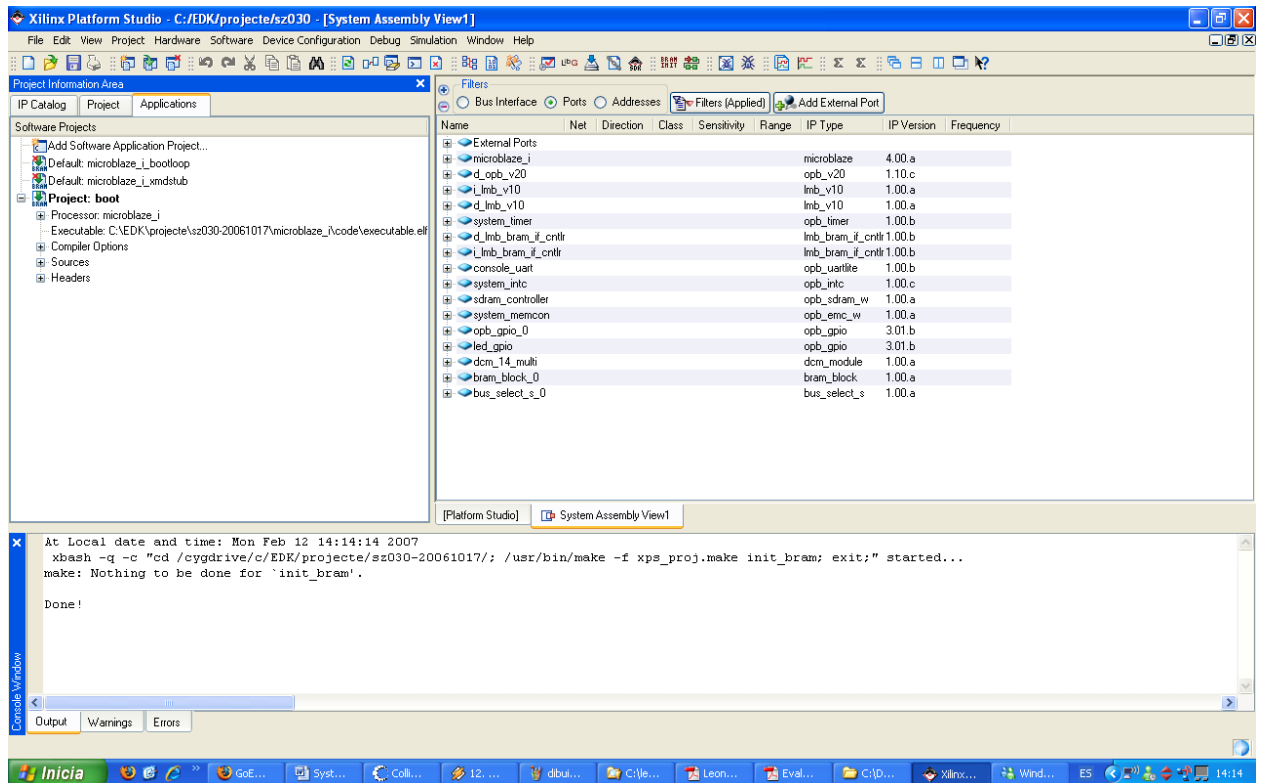 Xilinx Platform Studio - C:/EDK/projecte/sz030 - [System Assembly View1]
File Edit View Project Hardware Software Device Configuration Debug Simulation Window Help
Project Information Area
IP Catalog Project Applications
Software Projects
Add Software Application Project...
Default: microblaze_i_bootloop
Default: microblaze_i_xmdstub
Project: boot
Processor: microblaze_i
Executable: C:\EDK\projecte\sz030-20061017\microblaze_i\code\executable.elf
Compiler Options
Sources
Headers
Filters
Bus Interface Ports Addresses Filters (Applied) Add External Port
Name Net Direction Class Sensitivity Range IP Type IP Version Frequency
External Ports
microblaze_i microblaze 4.00.a
d_opb_v20 opb_v20 1.10.c
i_lmb_v10 lmb_v10 1.00.a
d_lmb_v10 lmb_v10 1.00.a
system_timer opb_timer 1.00.b
d_lmb_bram_if_cntlr lmb_bram_if_cntlr 1.00.b
i_lmb_bram_if_cntlr lmb_bram_if_cntlr 1.00.b
console_uart opb_uartlite 1.00.b
system_intc opb_intc 1.00.c
sdram_controller opb_sdram_w 1.00.a
system_memcon opb_emc_w 1.00.a
opb_gpio_0 opb_gpio 3.01.b
led_gpio opb_gpio 3.01.b
dcm_14_multi dcm_module 1.00.a
bram_block_0 bram_block 1.00.a
bus_select_s_0 bus_select_s 1.00.a
[Platform Studio] System Assembly View1
At Local date and time: Mon Feb 12 14:14:14 2007
xbash -q -c "cd /cygdrive/c/EDK/projecte/sz030-20061017/; /usr/bin/make -f xps_proj.make init_bram; exit;" started...
make: Nothing to be done for `init_bram'.
Done!
Console Window
Output Warnings Errors
Inicia GoE... Syst... Colli... 12. ... dibui... C:\le... Leon... Eval... C:\D... Xilinx... Wind... ES 14:14